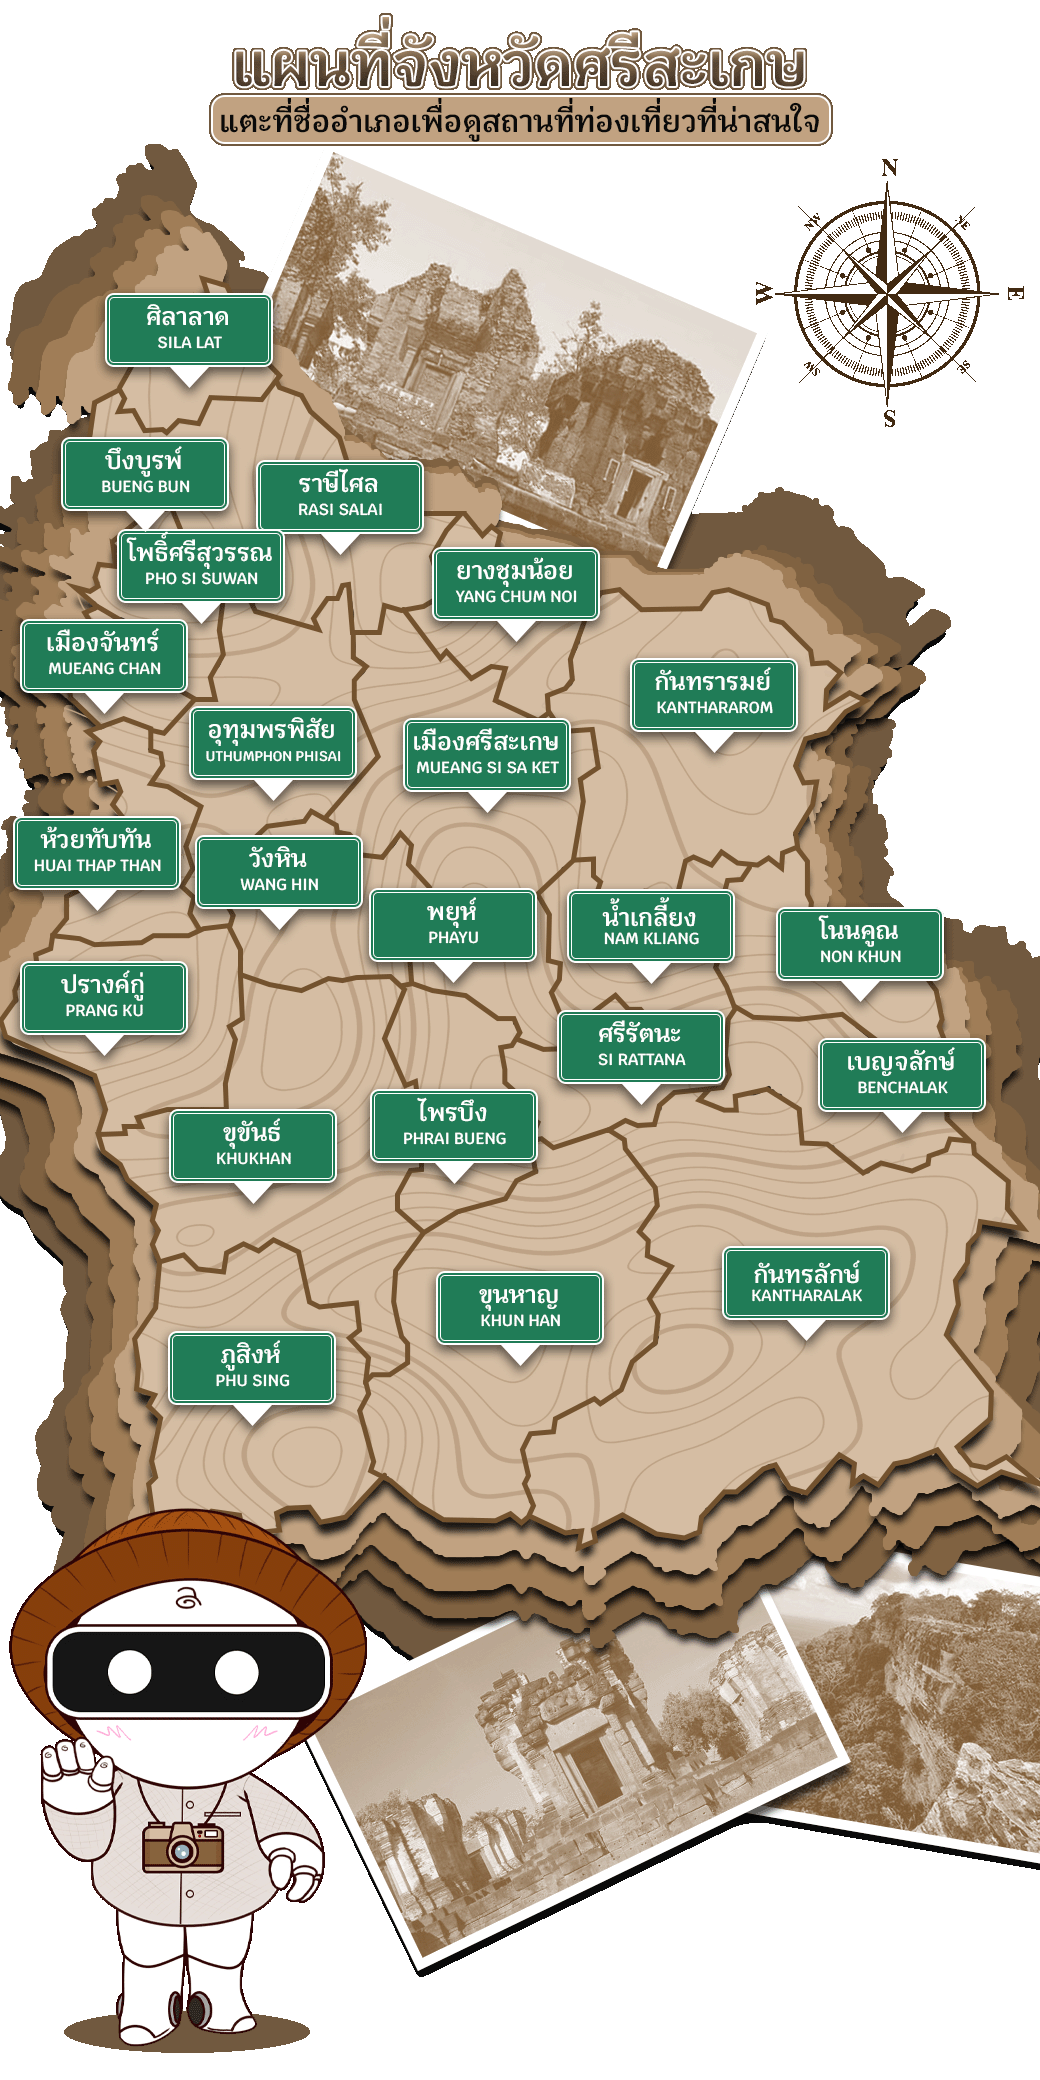 แผนที่จังหวัดศรีสะเกษ
แตะที่ชื่ออำเภอเพื่อดูสถานที่ท่องเที่ยวที่น่าสนใจ
N
NW
NE
W
E
SW
SE
S
ศิลาลาด
SILA LAT
บึงบูรพ์
BUENG BUN
ราษีไศล
RASI SALAI
โพธิ์ศรีสุวรรณ
PHO SI SUWAN
ยางชุมน้อย
YANG CHUM NOI
เมืองจันทร์
MUEANG CHAN
กันทรารมย์
KANTHARAROM
อุทุมพรพิสัย
UTHUMPHON PHISAI
เมืองศรีสะเกษ
MUEANG SI SA KET
ห้วยทับทัน
HUAI THAP THAN
วังหิน
WANG HIN
พยุห์
PHAYU
น้ำเกลี้ยง
NAM KLIANG
โนนคูณ
NON KHUN
ปรางค์กู่
PRANG KU
ศรีรัตนะ
SI RATTANA
เบญจลักษ์
BENCHALAK
ขุขันธ์
KHUKHAN
ไพรบึง
PHRAI BUENG
กันทรลักษ์
KANTHARALAK
ขุนหาญ
KHUN HAN
ภูสิงห์
PHU SING